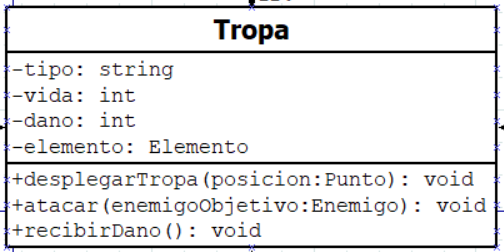 Tropa
-tipo: string
-vida: int
-dano: int
-elemento: Elemento
+desplegarTropa(posicion:Punto): void
+atacar(enemigoObjetivo:Enemigo): void
+recibirDano(): void